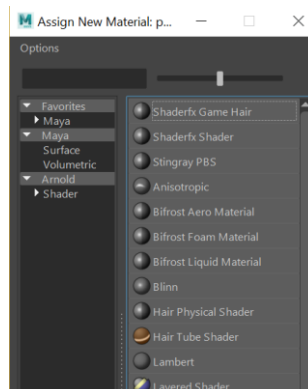 Assign New Material: p...
Options
Favorites
Maya
Maya
Surface
Volumetric
Arnold
Shader
Shaderfx Game Hair
Shaderfx Shader
Stingray PBS
Anisotropic
Bifrost Aero Material
Bifrost Foam Material
Bifrost Liquid Material
Blinn
Hair Physical Shader
Hair Tube Shader
Lambert
Layered Shader